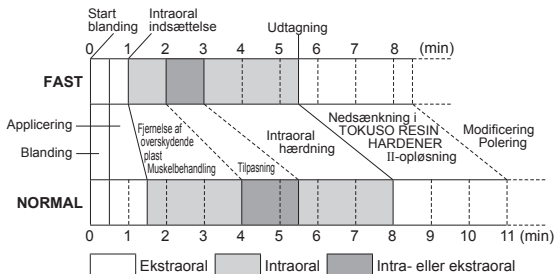 Start
blanding
Intraoral
indsættelse
Udtagning
0 1 2 3 4 5 6 7 8 (min)
FAST
Applicering
Blanding
Fjernelse af
overskydende
plast
Muskelbehandling
Tilpasning
Intraoral
hærdning
Nedsænkning i
TOKUSO RESIN
HARDENER
II-opløsning
Modificering
Polering
NORMAL
0 1 2 3 4 5 6 7 8 9 10 11 (min)
Ekstraoral Intraoral Intra- eller ekstraoral